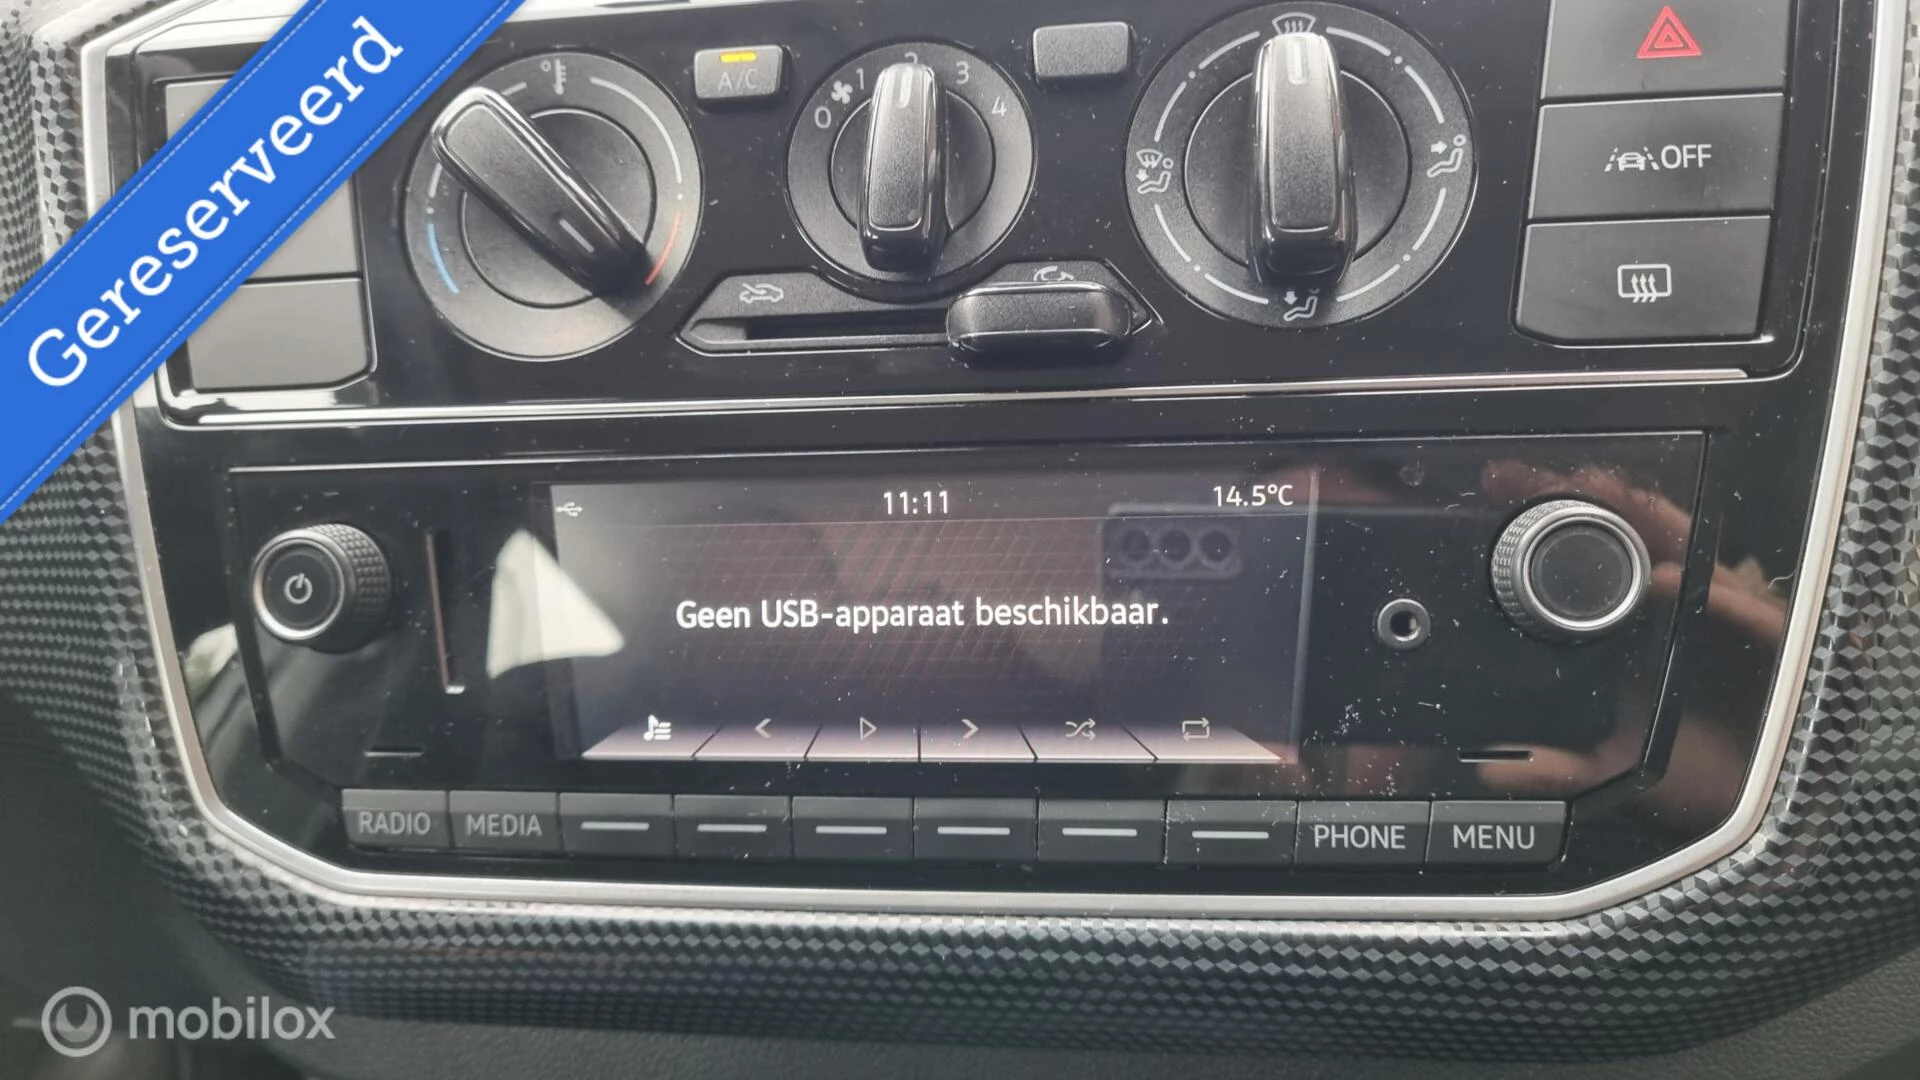 Gereserveerd
A/C
0 1 2 3 4
OFF
11:11 14.5°C
Geen USB-apparaat beschikbaar.
RADIO MEDIA PHONE MENU
mobilox